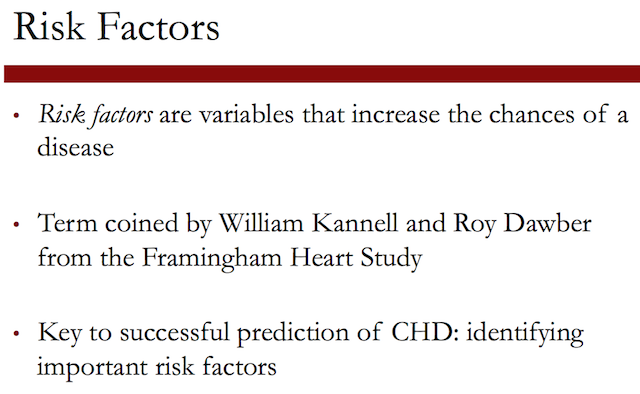 Risk Factors
• Risk factors are variables that increase the chances of a
disease
• Term coined by William Kannell and Roy Dawber
from the Framingham Heart Study
• Key to successful prediction of CHD: identifying
important risk factors